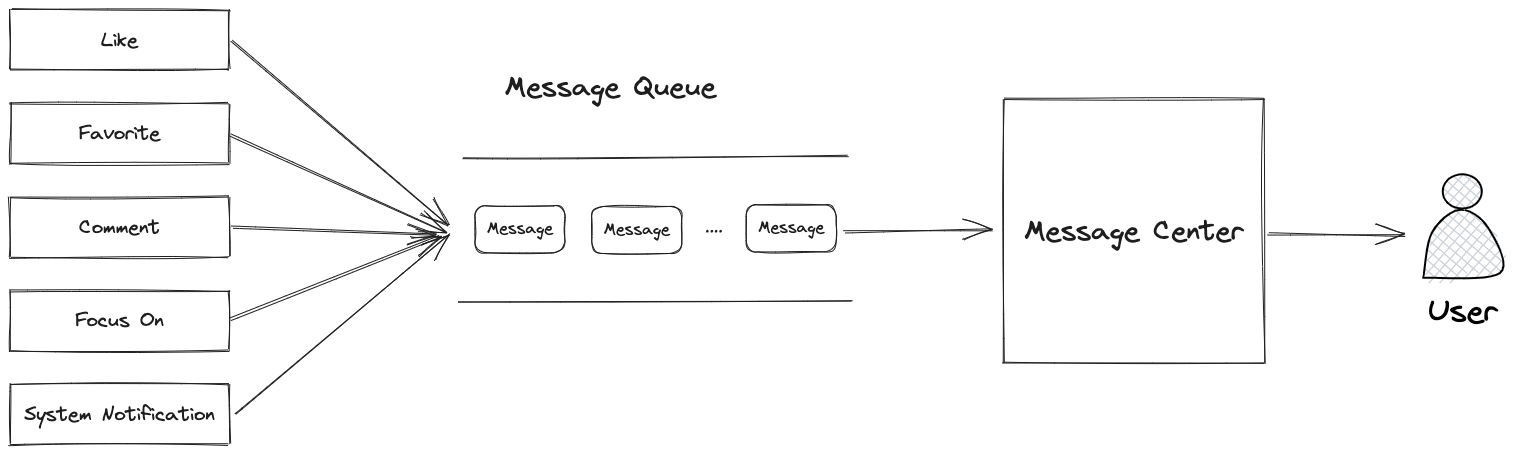 Like
Favorite
Comment
Focus On
System Notification
Message Queue
Message
Message
....
Message
Message Center
User